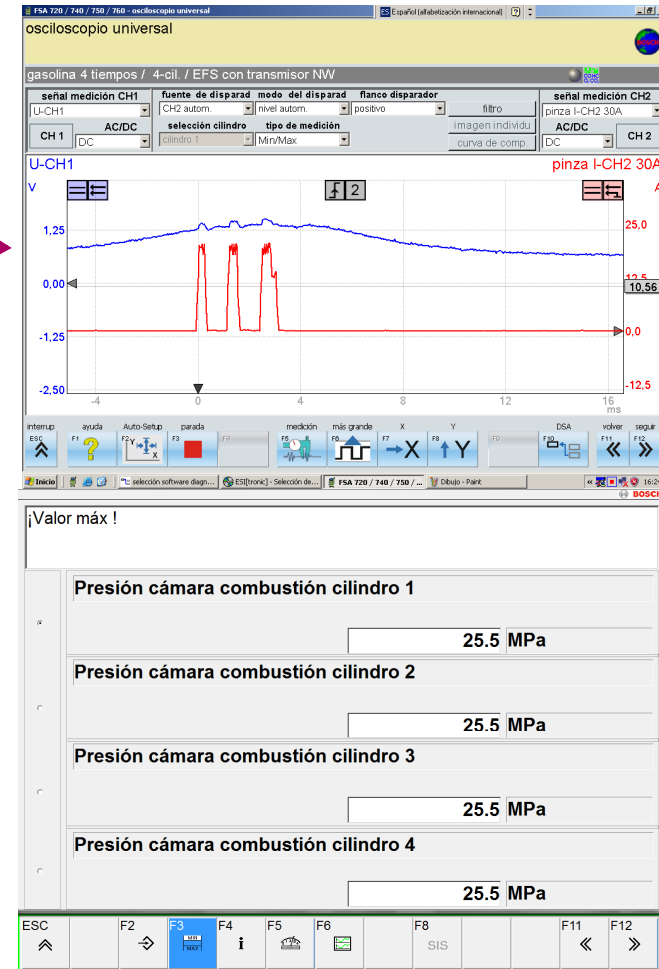 FSA 720 / 740 / 750 / 760 - osciloscopio universal
ES Español (alfabetización internacional)
osciloscopio universal
BOSCH
gasolina 4 tiempos / 4-cil. / EFS con transmisor NW
señal medición CH1 fuente de disparad modo del disparad flanco disparador señal medición CH2
U-CH1 CH2 autom. nivel autom. positivo filtro pinza I-CH2 30A
AC/DC selección cilindro tipo de medición imagen individu AC/DC
CH 1 DC cilindro 1 Min/Max curva de comp. DC CH 2
U-CH1 pinza I-CH2 30A
V 2 A
1,25 25,0
0,00 12,5
10,56
-1,25 0,0
-2,50 -12,5
-4 0 4 8 12 16
ms
interrup ayuda Auto-Setup parada medición más grande X Y DSA volver seguir
ESC F1 F2 F3 F4 F5 F6 F7 F8 F9 F10 F11 F12
Y X X Y
Inicio selección software diagn... ESI[tronic] - Selección de... FSA 720 / 740 / 750 / ... Dibujo - Paint 16:2
BOSCH
¡Valor máx !
Presión cámara combustión cilindro 1
25.5 MPa
Presión cámara combustión cilindro 2
25.5 MPa
Presión cámara combustión cilindro 3
25.5 MPa
Presión cámara combustión cilindro 4
25.5 MPa
ESC F2 F3 F4 F5 F6 F8 F11 F12
MIN
MAX
i SIS